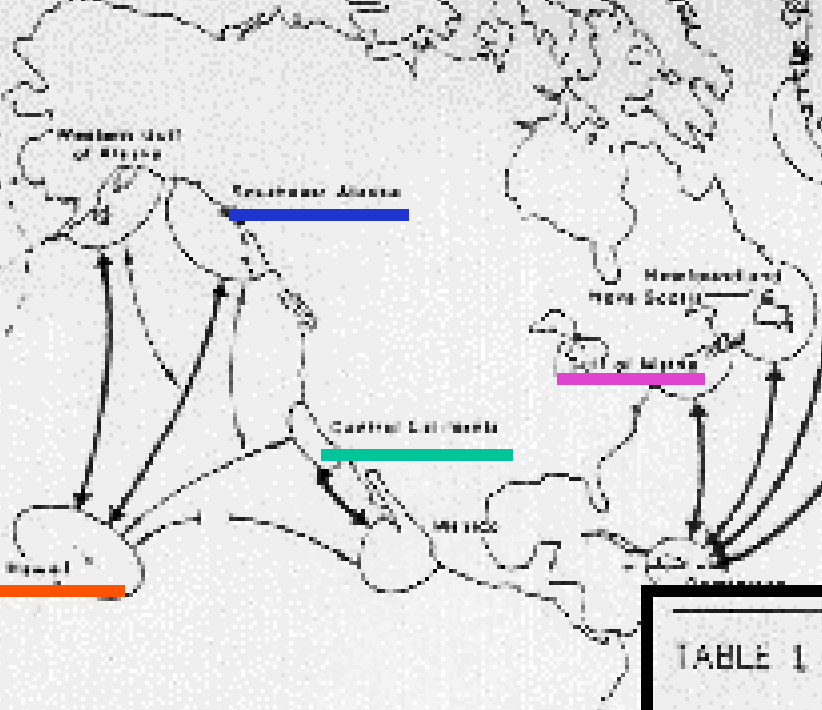 Western Gulf
of Alaska
Southeast Alaska
Newfoundland
Nova Scotia
Gulf of Maine
Central California
Mexico
Hawaii
TABLE 1